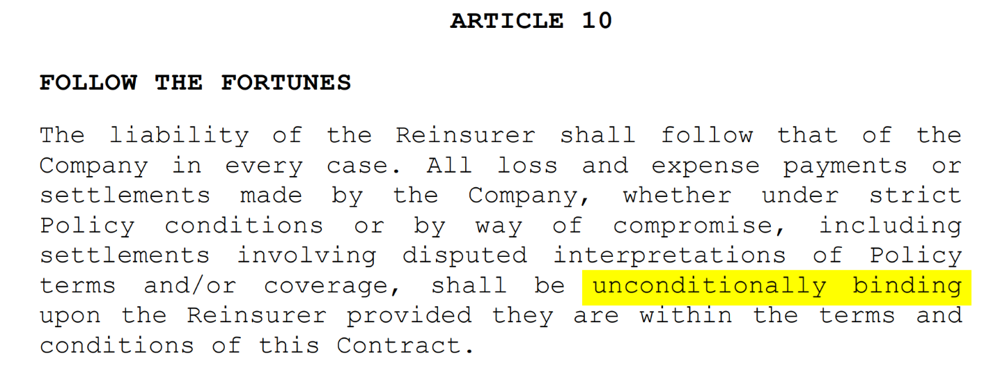 ARTICLE 10
FOLLOW THE FORTUNES
The liability of the Reinsurer shall follow that of the
Company in every case. All loss and expense payments or
settlements made by the Company, whether under strict
Policy conditions or by way of compromise, including
settlements involving disputed interpretations of Policy
terms and/or coverage, shall be unconditionally binding
upon the Reinsurer provided they are within the terms and
conditions of this Contract.